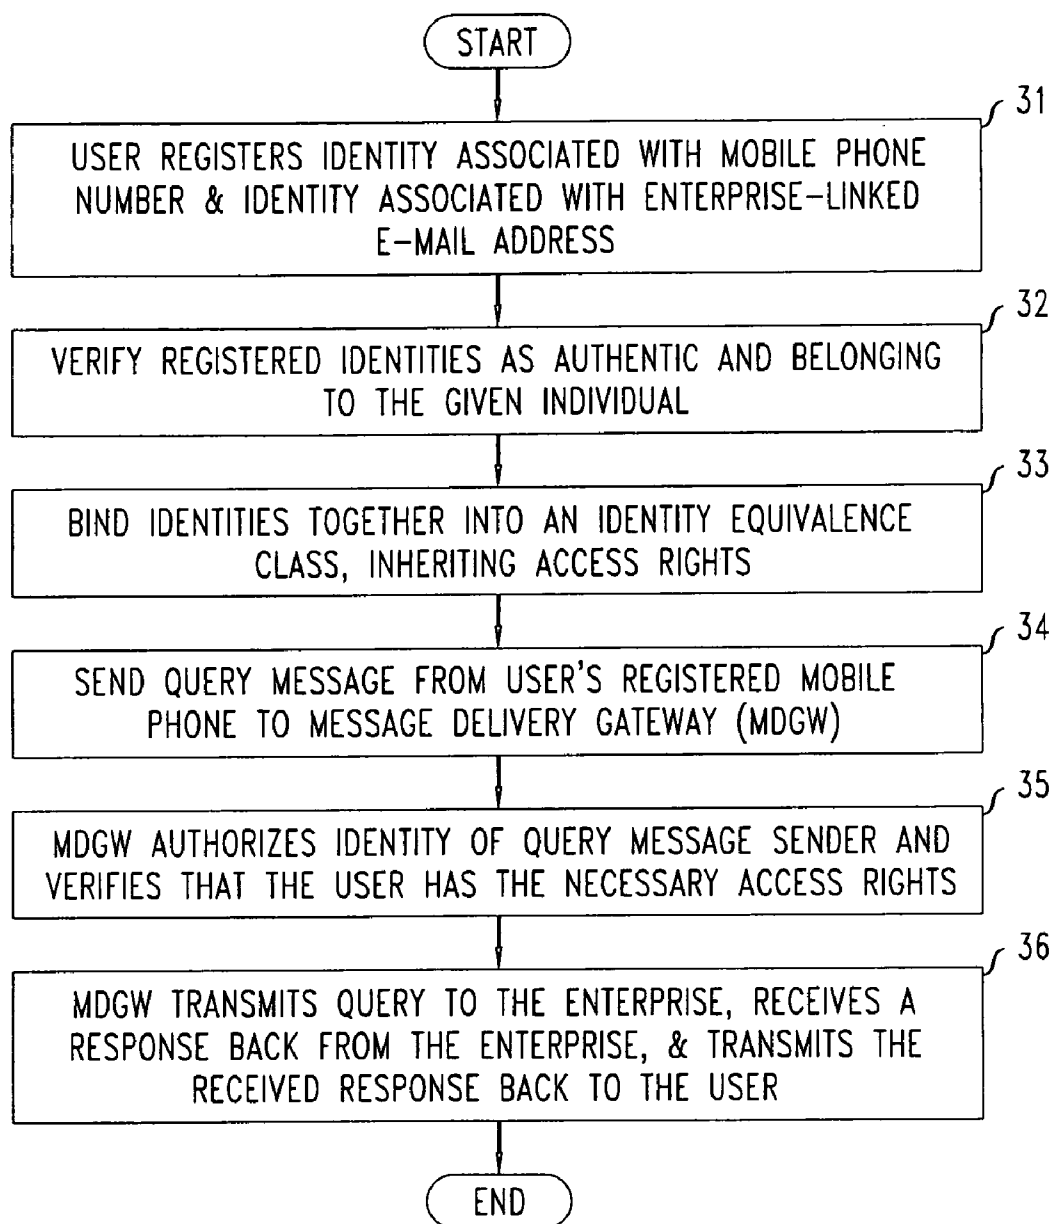 START
31
USER REGISTERS IDENTITY ASSOCIATED WITH MOBILE PHONE
NUMBER & IDENTITY ASSOCIATED WITH ENTERPRISE-LINKED
E-MAIL ADDRESS
32
VERIFY REGISTERED IDENTITIES AS AUTHENTIC AND BELONGING
TO THE GIVEN INDIVIDUAL
33
BIND IDENTITIES TOGETHER INTO AN IDENTITY EQUIVALENCE
CLASS, INHERITING ACCESS RIGHTS
34
SEND QUERY MESSAGE FROM USER'S REGISTERED MOBILE
PHONE TO MESSAGE DELIVERY GATEWAY (MDGW)
35
MDGW AUTHORIZES IDENTITY OF QUERY MESSAGE SENDER AND
VERIFIES THAT THE USER HAS THE NECESSARY ACCESS RIGHTS
36
MDGW TRANSMITS QUERY TO THE ENTERPRISE, RECEIVES A
RESPONSE BACK FROM THE ENTERPRISE, & TRANSMITS THE
RECEIVED RESPONSE BACK TO THE USER
END